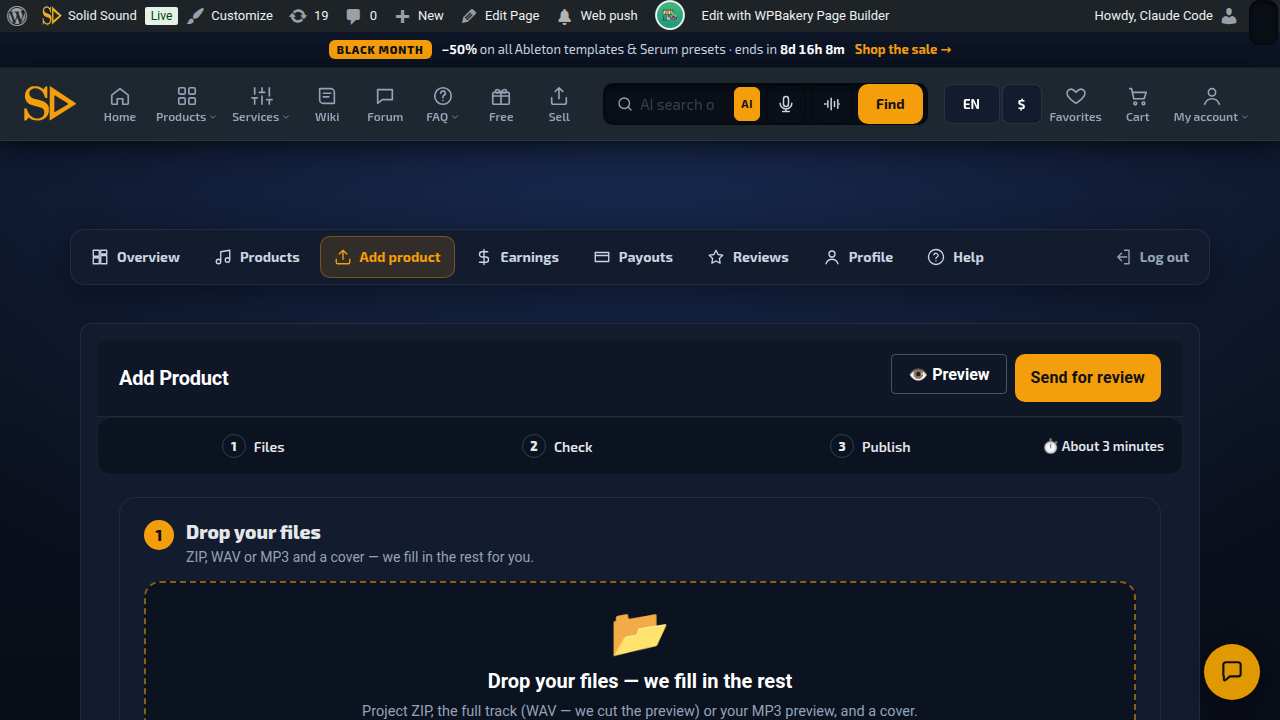 Solid Sound Live Customize 19 0 New Edit Page Web push Edit with WPBakery Page Builder Howdy, Claude Code
BLACK MONTH −50% on all Ableton templates & Serum presets · ends in 8d 16h 8m Shop the sale →
S Home Products Services Wiki Forum FAQ Free Sell AI search o AI Find EN $ Favorites Cart My account
Overview Products Add product Earnings Payouts Reviews Profile Help Log out
Add Product Preview Send for review
1 Files 2 Check 3 Publish About 3 minutes
1 Drop your files
ZIP, WAV or MP3 and a cover — we fill in the rest for you.
Drop your files — we fill in the rest
Project ZIP, the full track (WAV — we cut the preview) or your MP3 preview, and a cover.